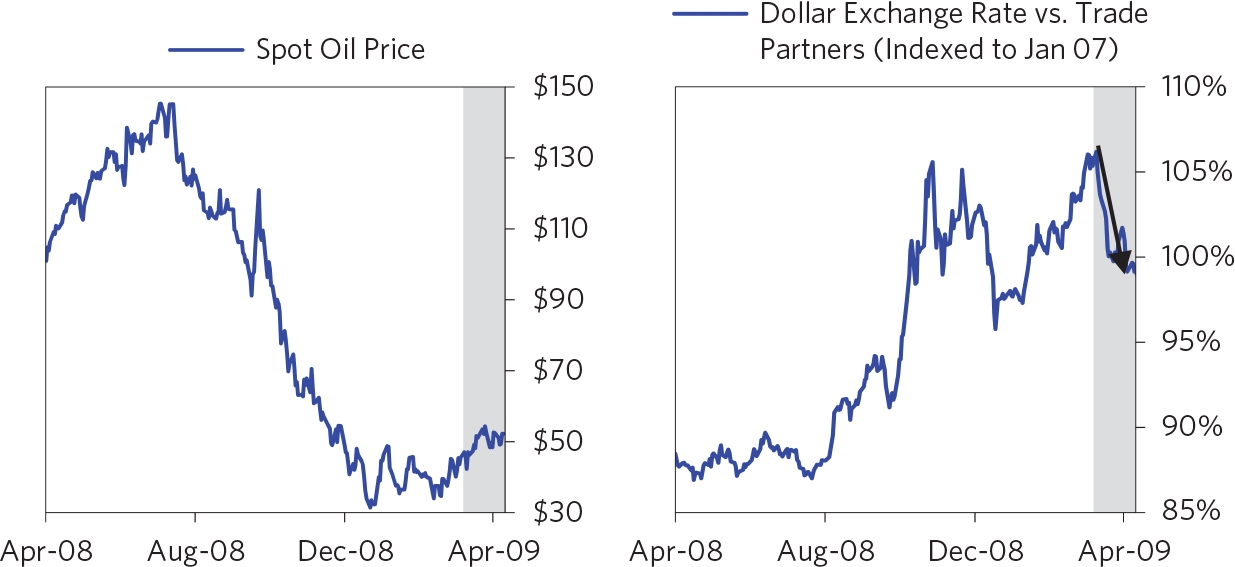 Spot Oil Price
$150
$130
$110
$90
$70
$50
$30
Apr-08
Aug-08
Dec-08
Apr-09
Dollar Exchange Rate vs. Trade
Partners (Indexed to Jan 07)
110%
105%
100%
95%
90%
85%
Apr-08
Aug-08
Dec-08
Apr-09